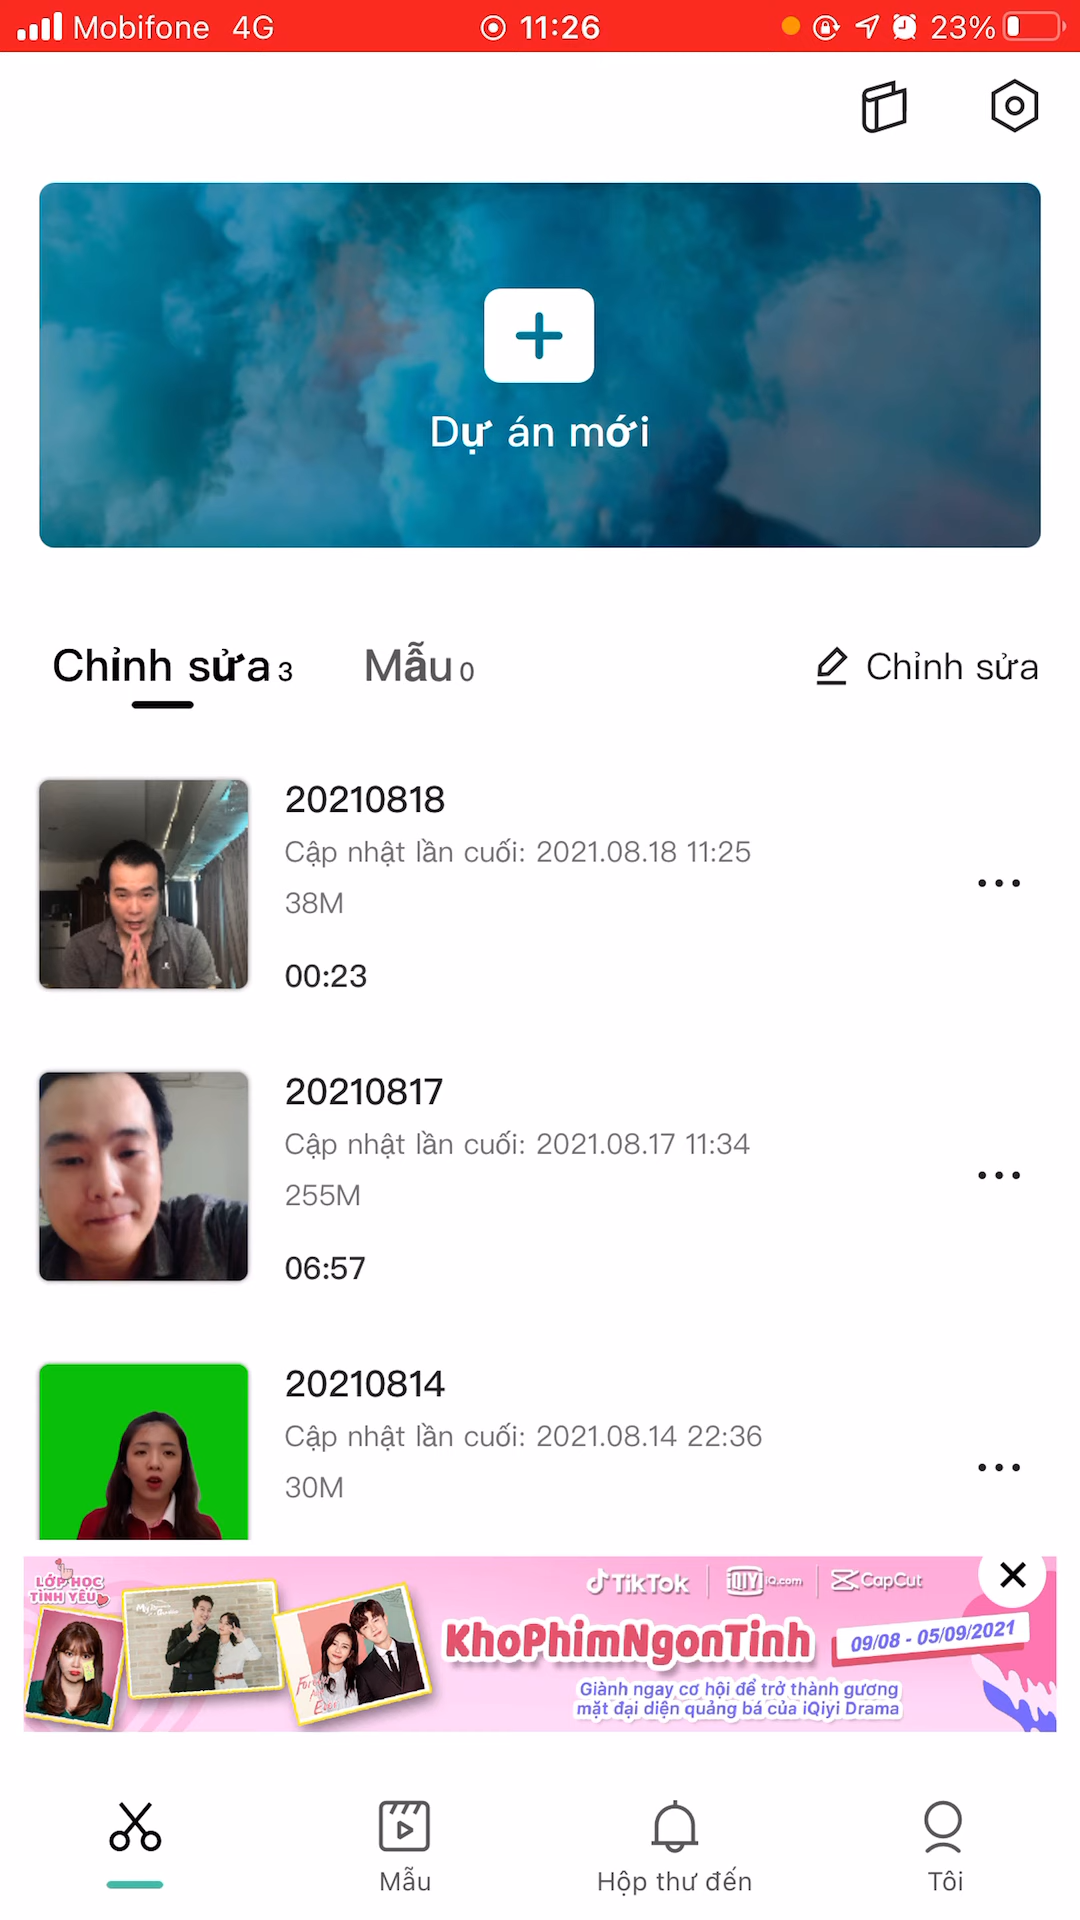 Mobifone 4G 11:26 23%
Dự án mới
Chỉnh sửa 3 Mẫu 0 Chỉnh sửa
20210818
Cập nhật lần cuối: 2021.08.18 11:25
38M
00:23
20210817
Cập nhật lần cuối: 2021.08.17 11:34
255M
06:57
20210814
Cập nhật lần cuối: 2021.08.14 22:36
30M
LỚP HỌC
TÌNH YÊU
TikTok iQIYI iQ.com CapCut
KhoPhimNgonTinh
09/08 - 05/09/2021
Giành ngay cơ hội để trở thành gương
mặt đại diện quảng bá của iQiyi Drama
Mẫu Hộp thư đến Tôi